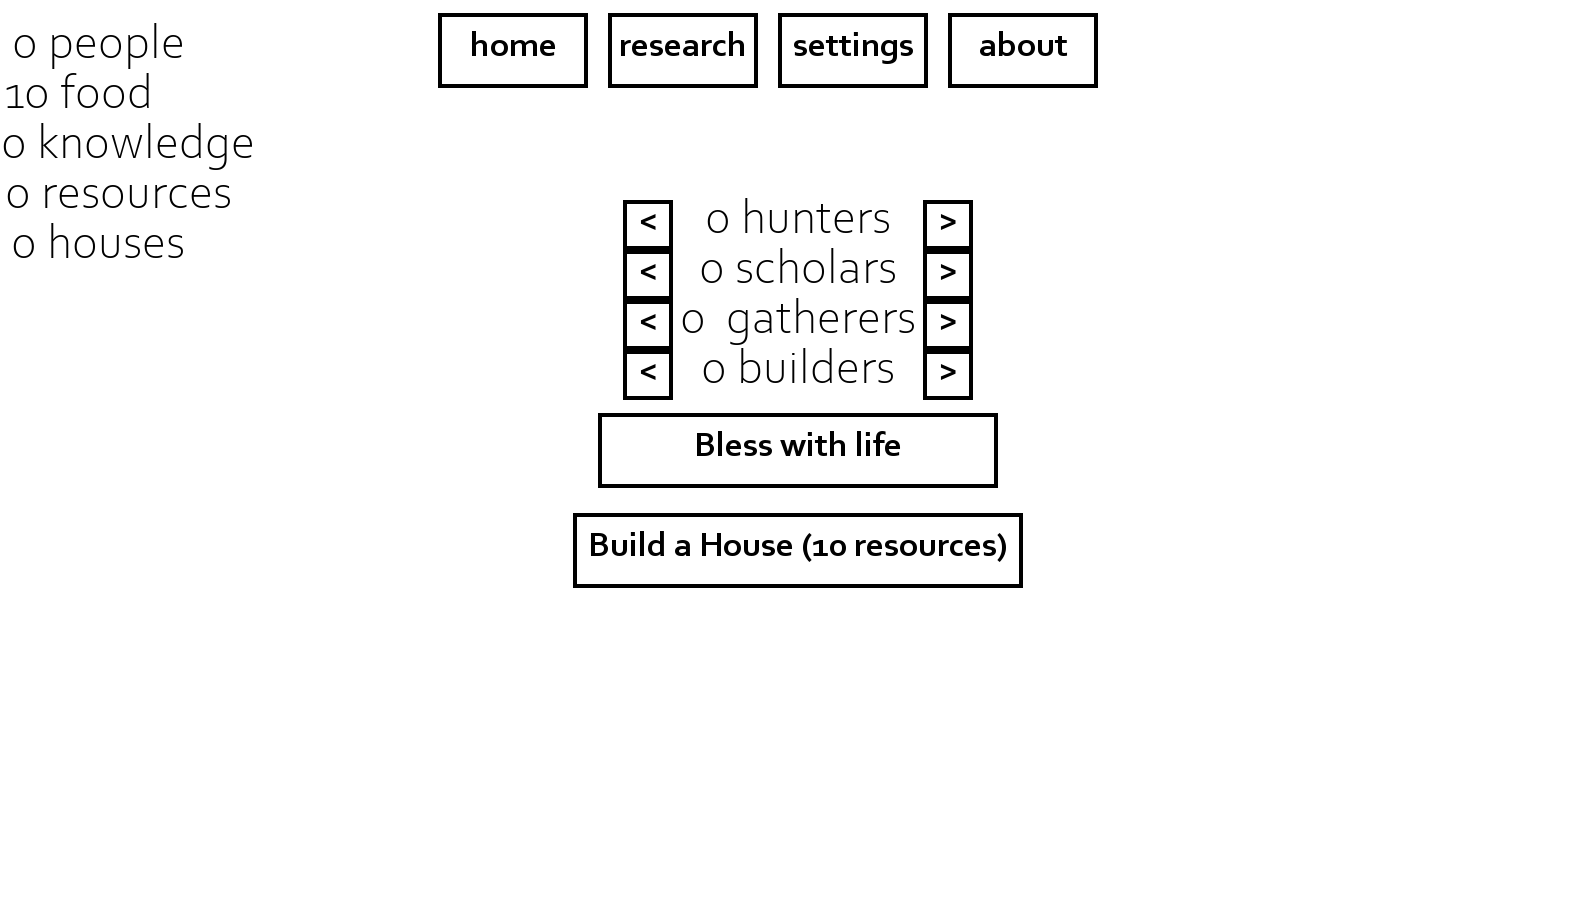 0 people
10 food
0 knowledge
0 resources
0 houses
home research settings about
< 0 hunters >
< 0 scholars >
< 0 gatherers >
< 0 builders >
Bless with life
Build a House (10 resources)